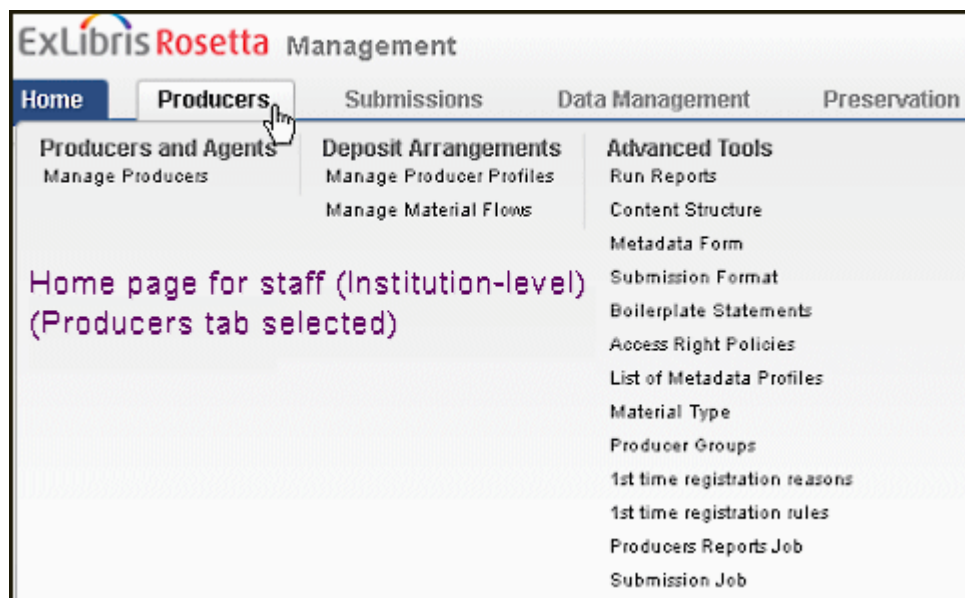 ExLibris Rosetta Management
Home Producers Submissions Data Management Preservation
Producers and Agents
Manage Producers
Deposit Arrangements
Manage Producer Profiles
Manage Material Flows
Advanced Tools
Run Reports
Content Structure
Metadata Form
Submission Format
Boilerplate Statements
Access Right Policies
List of Metadata Profiles
Material Type
Producer Groups
1st time registration reasons
1st time registration rules
Producers Reports Job
Submission Job
Home page for staff (Institution-level)
(Producers tab selected)